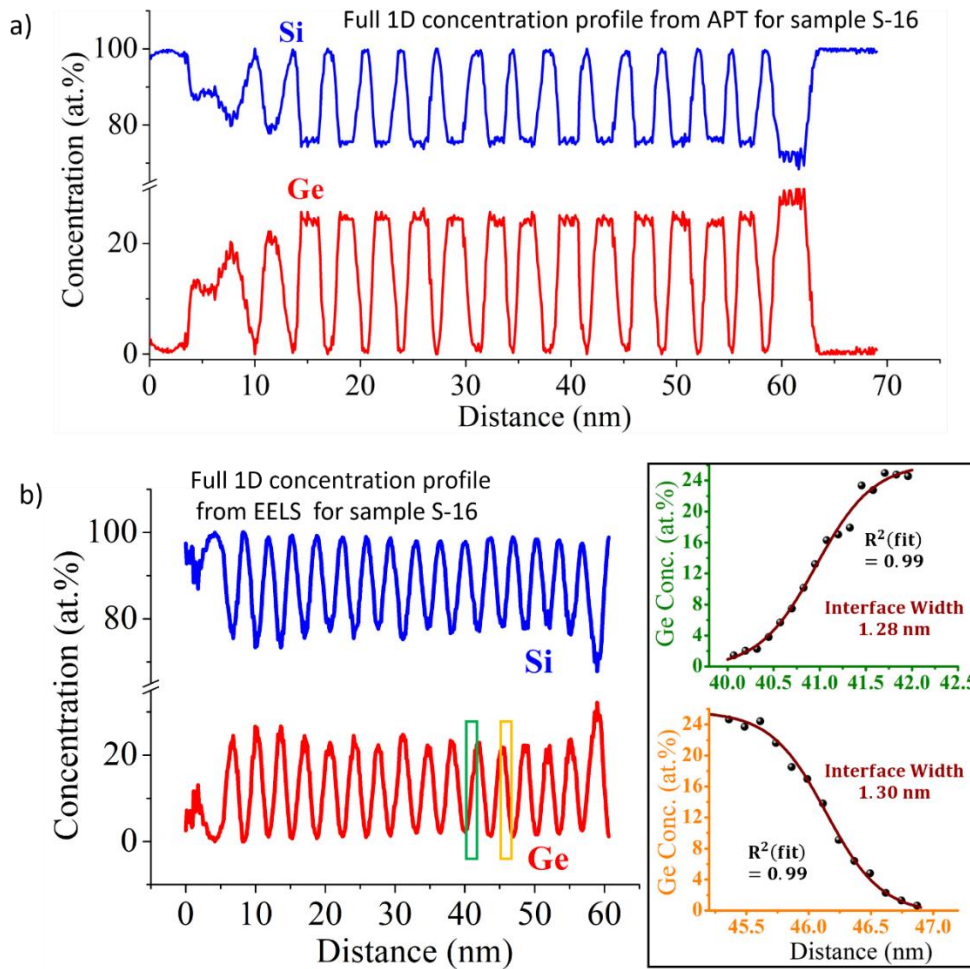 a)
Full 1D concentration profile from APT for sample S-16
Si
Ge
Concentration (at.%)
100
80
20
0
0 10 20 30 40 50 60 70
Distance (nm)
b)
Full 1D concentration profile
from EELS for sample S-16
Si
Ge
Concentration (at.%)
100
80
20
0
0 10 20 30 40 50 60
Distance (nm)
Ge Conc. (at.%)
24
20
16
12
8
4
0
R²(fit)
= 0.99
Interface Width
1.28 nm
40.0 40.5 41.0 41.5 42.0 42.5
Ge Conc. (at.%)
24
20
16
12
8
4
0
Interface Width
1.30 nm
R²(fit)
= 0.99
45.5 46.0 46.5 47.0
Distance (nm)